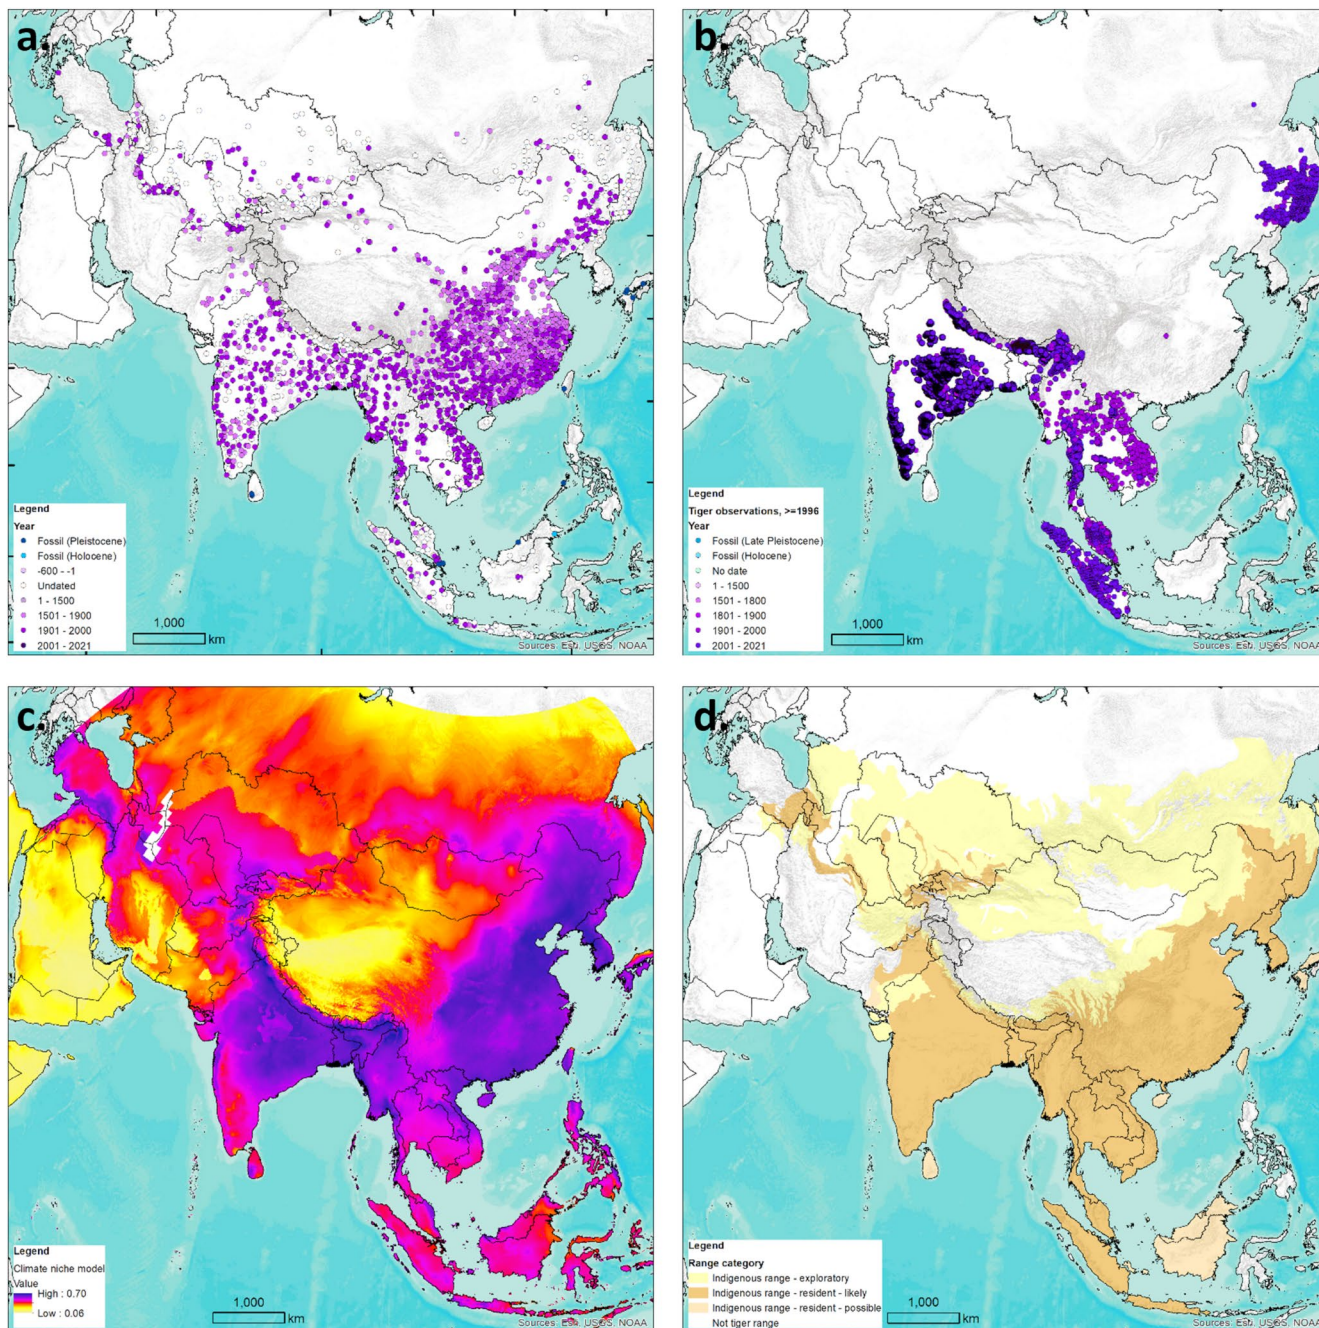 a.
Legend
Year
Fossil (Pleistocene)
Fossil (Holocene)
-600 - -1
Undated
1 - 1500
1501 - 1900
1901 - 2000
2001 - 2021
1,000
km
Sources: Esri, USGS, NOAA
b.
Legend
Tiger observations, >=1996
Year
Fossil (Late Pleistocene)
Fossil (Holocene)
No date
1 - 1500
1501 - 1800
1801 - 1900
1901 - 2000
2001 - 2021
1,000
km
Sources: Esri, USGS, NOAA
c.
Legend
Climate niche model
Value
High : 0.70
Low : 0.06
1,000
km
Sources: Esri, USGS, NOAA
d.
Legend
Range category
Indigenous range - exploratory
Indigenous range - resident - likely
Indigenous range - resident - possible
Not tiger range
1,000
km
Sources: Esri, USGS, NOAA